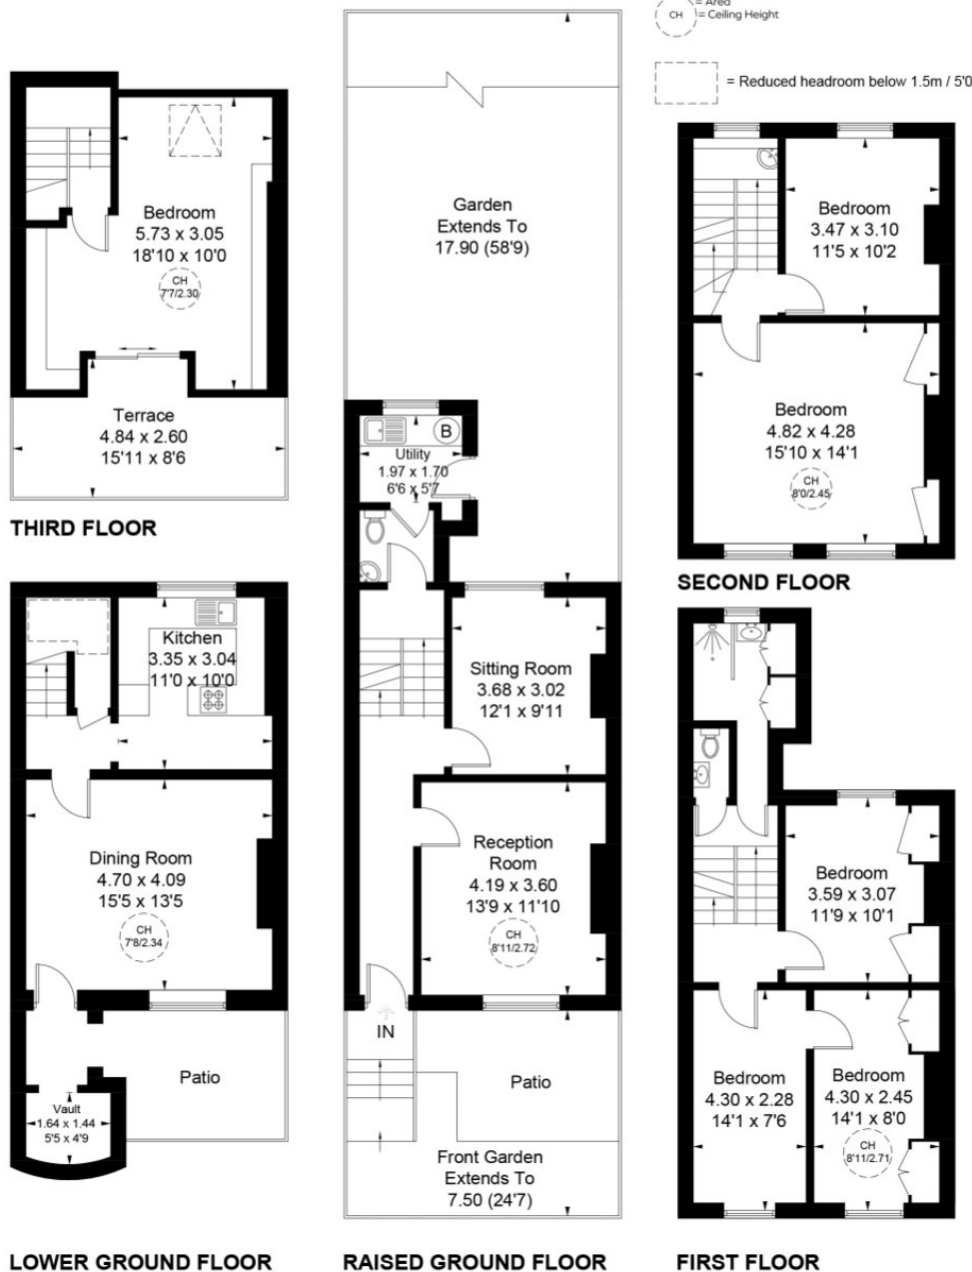 = Area
CH
= Ceiling Height
= Reduced headroom below 1.5m / 5'0
Bedroom
5.73 x 3.05
18'10 x 10'0
CH
7'7/2.30
Terrace
4.84 x 2.60
15'11 x 8'6
THIRD FLOOR
Garden
Extends To
17.90 (58'9)
B
Utility
1.97 x 1.70
6'6 x 5'7
Sitting Room
3.68 x 3.02
12'1 x 9'11
Reception
Room
4.19 x 3.60
13'9 x 11'10
CH
8'11/2.72
IN
Patio
Front Garden
Extends To
7.50 (24'7)
RAISED GROUND FLOOR
Bedroom
3.47 x 3.10
11'5 x 10'2
Bedroom
4.82 x 4.28
15'10 x 14'1
CH
8'0/2.45
SECOND FLOOR
Kitchen
3.35 x 3.04
11'0 x 10'0
Dining Room
4.70 x 4.09
15'5 x 13'5
CH
7'8/2.34
Patio
Vault
1.64 x 1.44
5'5 x 4'9
LOWER GROUND FLOOR
Bedroom
3.59 x 3.07
11'9 x 10'1
Bedroom
4.30 x 2.28
14'1 x 7'6
Bedroom
4.30 x 2.45
14'1 x 8'0
CH
8'11/2.71
FIRST FLOOR